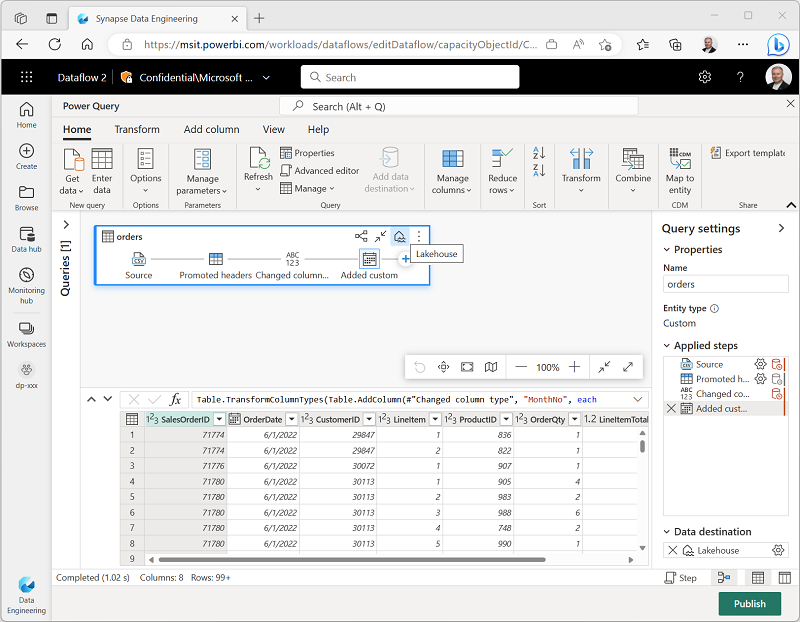 Synapse Data Engineering
https://msit.powerbi.com/workloads/dataflows/editDataflow/capacityObjectId/C...
Dataflow 2
Confidential\Microsoft ...
Search
Power Query
Search (Alt + Q)
Home
Transform
Add column
View
Help
Get data
Enter data
New query
Options
Options
Manage parameters
Parameters
Refresh
Properties
Advanced editor
Manage
Add data destination
Query
Manage columns
Reduce rows
Sort
Transform
Combine
Map to entity
CDM
Export template
Share
Home
Create
Browse
Data hub
Monitoring hub
Workspaces
dp-xxx
Data Engineering
Queries [1]
orders
Source
Promoted headers
Changed column...
Added custom
Lakehouse
100%
Query settings
Properties
Name
orders
Entity type
Custom
Applied steps
Source
Promoted h...
Changed co...
Added cust...
Data destination
Lakehouse
fx Table.TransformColumnTypes(Table.AddColumn(#"Changed column type", "MonthNo", each
SalesOrderID OrderDate CustomerID LineItem ProductID OrderQty LineItemTotal
1 71774 6/1/2022 29847 1 836 1
2 71774 6/1/2022 29847 2 822 1
3 71776 6/1/2022 30072 1 907 1
4 71780 6/1/2022 30113 1 905 4
5 71780 6/1/2022 30113 2 983 2
6 71780 6/1/2022 30113 3 988 6
7 71780 6/1/2022 30113 4 748 2
8 71780 6/1/2022 30113 5 990 1
9
Completed (1.02 s) Columns: 8 Rows: 99+
Step
Publish